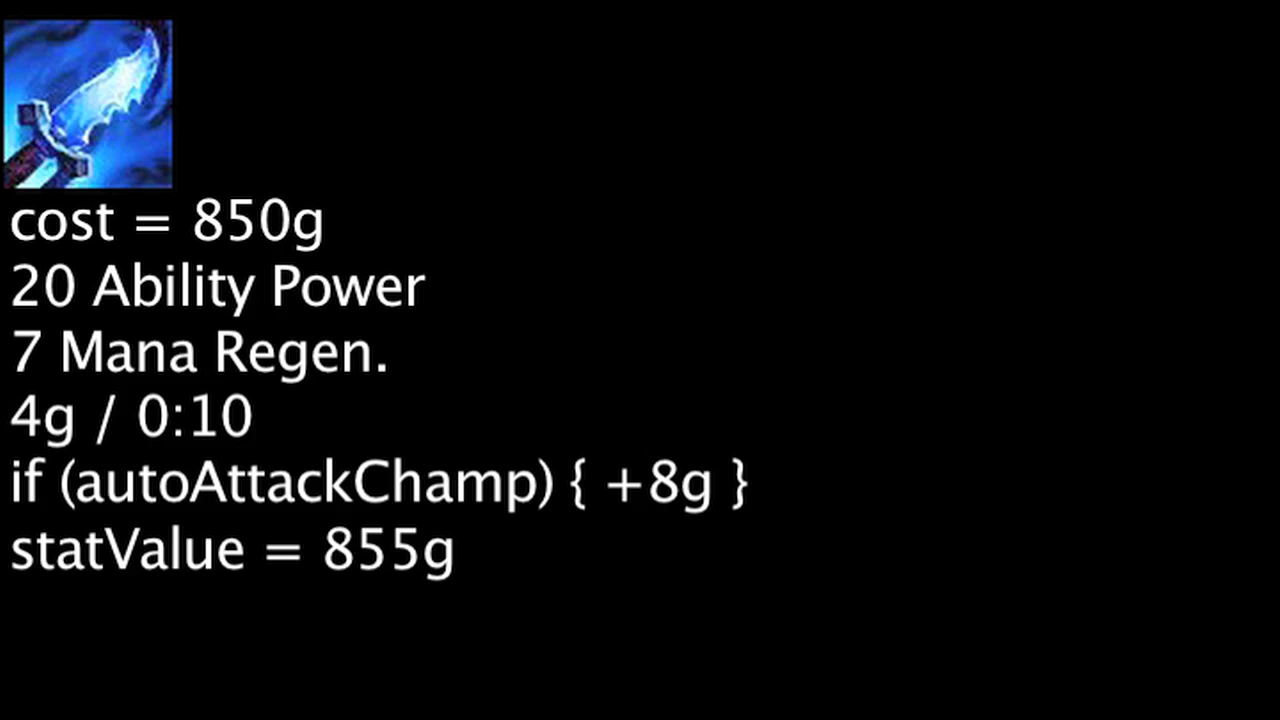 cost = 850g
20 Ability Power
7 Mana Regen.
4g / 0:10
if (autoAttackChamp) { +8g }
statValue = 855g